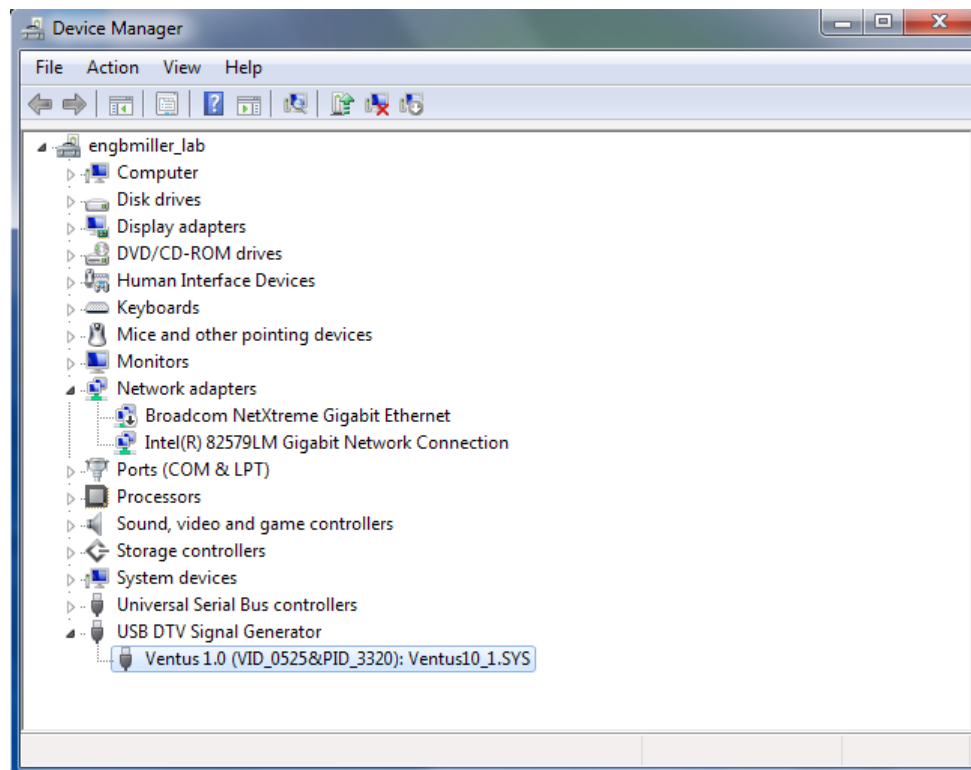 Device Manager
File Action View Help
engbmiller_lab
Computer
Disk drives
Display adapters
DVD/CD-ROM drives
Human Interface Devices
Keyboards
Mice and other pointing devices
Monitors
Network adapters
Broadcom NetXtreme Gigabit Ethernet
Intel(R) 82579LM Gigabit Network Connection
Ports (COM & LPT)
Processors
Sound, video and game controllers
Storage controllers
System devices
Universal Serial Bus controllers
USB DTV Signal Generator
Ventus 1.0 (VID_0525&PID_3320): Ventus10_1.SYS